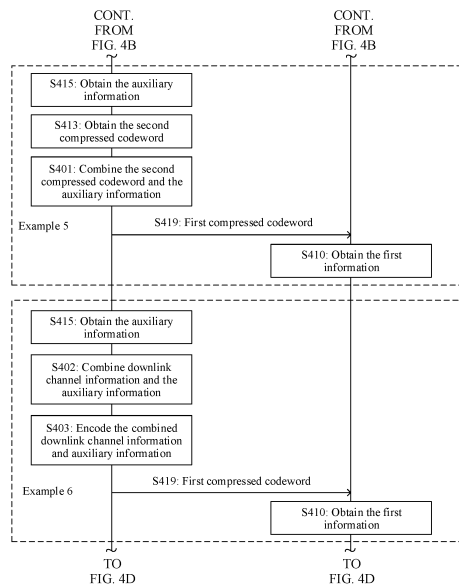 CONT.
FROM
FIG. 4B
CONT.
FROM
FIG. 4B
S415: Obtain the auxiliary
information
S413: Obtain the second
compressed codeword
S401: Combine the second
compressed codeword and the
auxiliary information
Example 5
S419: First compressed codeword
S410: Obtain the first
information
S415: Obtain the auxiliary
information
S402: Combine downlink
channel information and the
auxiliary information
S403: Encode the combined
downlink channel information
and auxiliary information
Example 6
S419: First compressed codeword
S410: Obtain the first
information
TO
FIG. 4D
TO
FIG. 4D